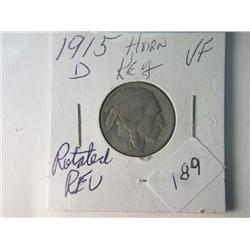 1915 HORN VF
D KEY
Rotated
REV
189